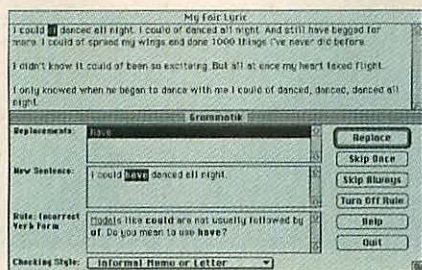 My Fair Lyric
I could of danced all night. I could of danced all night. And still have begged for
more. I could of spread my wings and done 1000 things I've never did before.
I didn't know it could of been so exciteing. But all at once my heart taked flight.
I only knowed when he began to dance with me I could of danced, danced, danced all
night.
Grammatik
Replacements:
have
Replace
Skip Once
New Sentence:
I could have danced all night.
Skip Always
Turn Off Rule
Rule: Incorrect
Verb Form
Modals like could are not usually followed by
of. Do you mean to use have?
Help
Quit
Checking Style:
Informal Memo or Letter